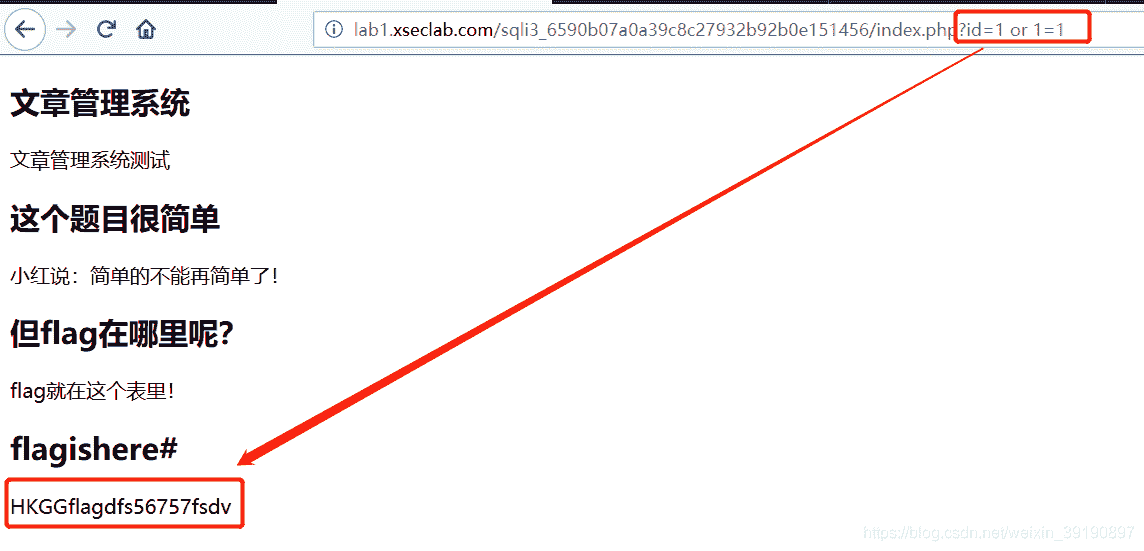 lab1.xseclab.com/sqli3_6590b07a0a39c8c27932b92b0e151456/index.php?id=1 or 1=1
文章管理系统
文章管理系统测试
这个题目很简单
小红说：简单的不能再简单了！
但flag在哪里呢？
flag就在这个表里！
flagishere#
HKGGflagdfs56757fsdv
https://blog.csdn.net/weixin_39190897